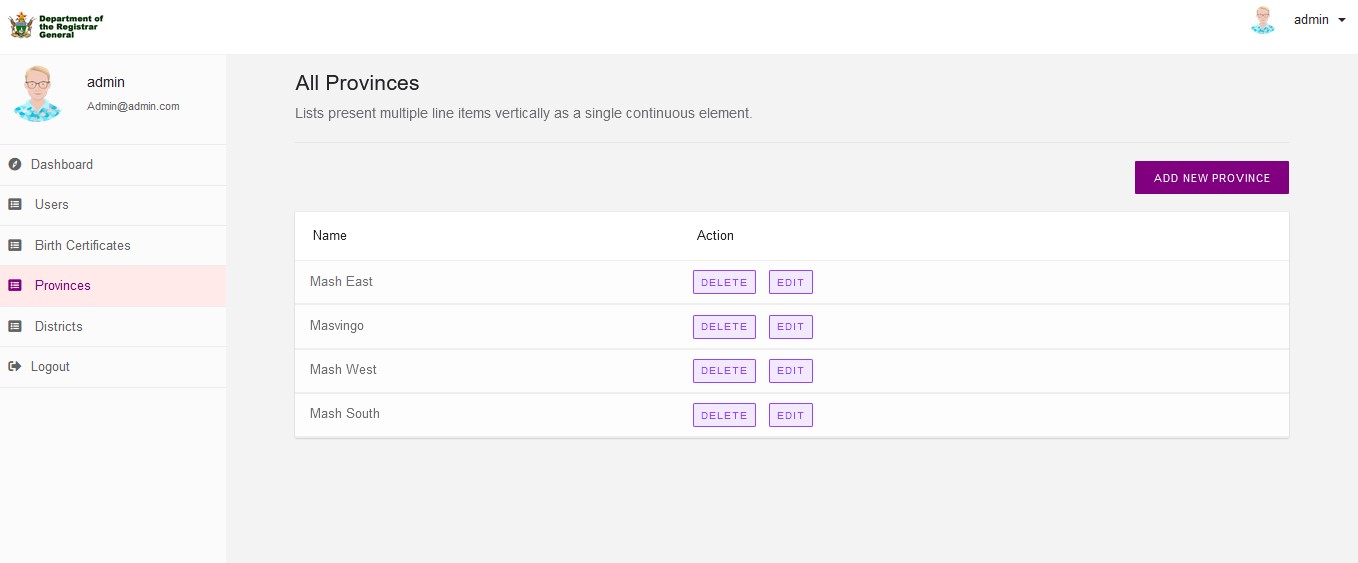 Department of
the Registrar
General
admin
admin
Admin@admin.com
Dashboard
Users
Birth Certificates
Provinces
Districts
Logout
All Provinces
Lists present multiple line items vertically as a single continuous element.
ADD NEW PROVINCE
Name Action
Mash East DELETE EDIT
Masvingo DELETE EDIT
Mash West DELETE EDIT
Mash South DELETE EDIT